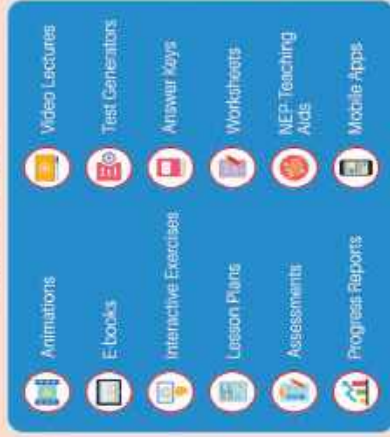 Animations
E-books
Interactive Exercises
Lesson Plans
Assessments
Progress Reports
Video Lectures
Test Generators
Answer Keys
Worksheets
NEP Teaching
Aids
Mobile Apps